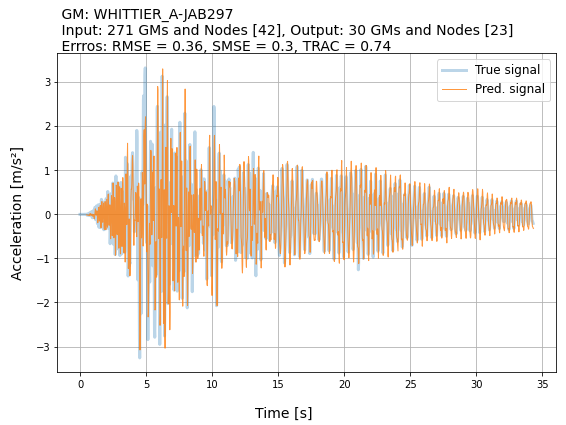 GM: WHITTIER_A-JAB297
Input: 271 GMs and Nodes [42], Output: 30 GMs and Nodes [23]
Erros: RMSE = 0.36, SMSE = 0.3, TRAC = 0.74
True signal
Pred. signal
Acceleration [m/s²]
3
2
1
0
−1
−2
−3
0
5
10
15
20
25
30
35
Time [s]